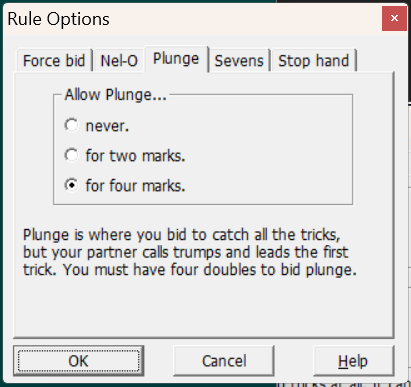 Rule Options
Force bid Nel-O Plunge Sevens Stop hand
Allow Plunge...
never.
for two marks.
for four marks.
Plunge is where you bid to catch all the tricks,
but your partner calls trumps and leads the first
trick. You must have four doubles to bid plunge.
OK Cancel Help